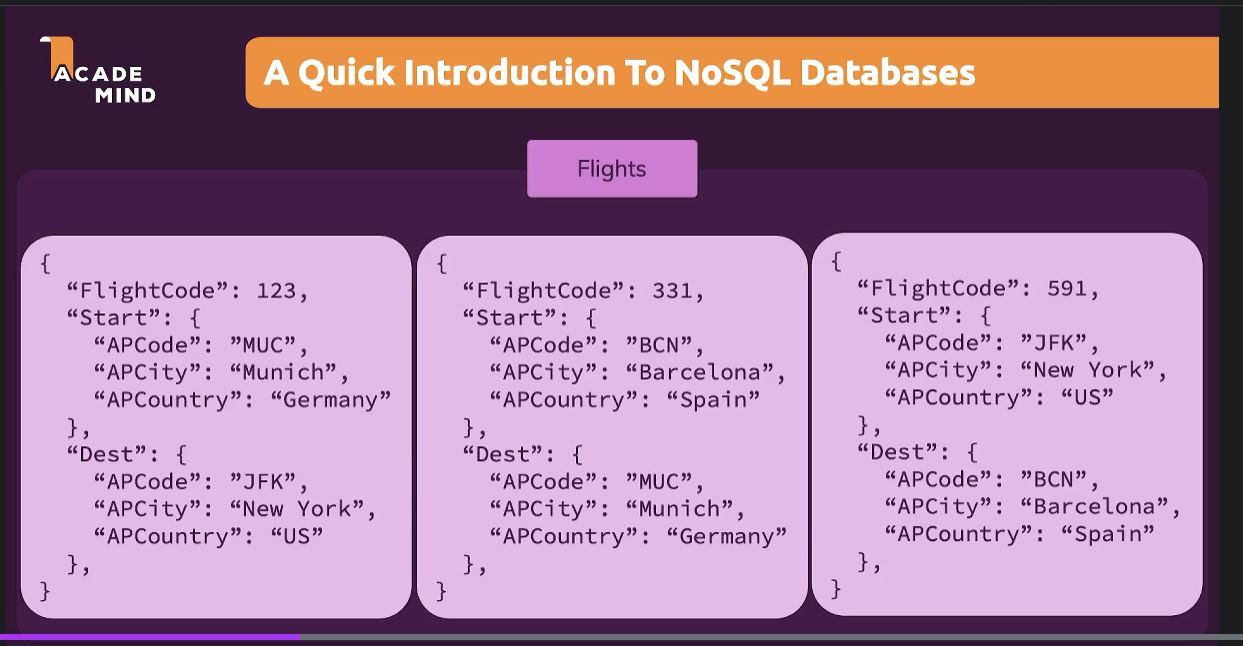 ACADE
MIND
A Quick Introduction To NoSQL Databases
Flights
{
“FlightCode”: 123,
“Start”: {
“APCode”: ”MUC”,
“APCity”: “Munich”,
“APCountry”: “Germany”
},
“Dest”: {
“APCode”: ”JFK”,
“APCity”: “New York”,
“APCountry”: “US”
},
}
{
“FlightCode”: 331,
“Start”: {
“APCode”: ”BCN”,
“APCity”: “Barcelona”,
“APCountry”: “Spain”
},
“Dest”: {
“APCode”: ”MUC”,
“APCity”: “Munich”,
“APCountry”: “Germany”
},
}
{
“FlightCode”: 591,
“Start”: {
“APCode”: ”JFK”,
“APCity”: “New York”,
“APCountry”: “US”
},
“Dest”: {
“APCode”: ”BCN”,
“APCity”: “Barcelona”,
“APCountry”: “Spain”
},
}